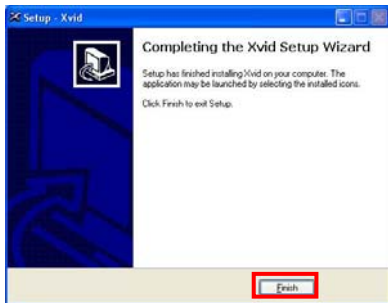 Setup - Xvid
Completing the Xvid Setup Wizard
Setup has finished installing Xvid on your computer. The
application may be launched by selecting the installed icons.
Click Finish to exit Setup.
Finish